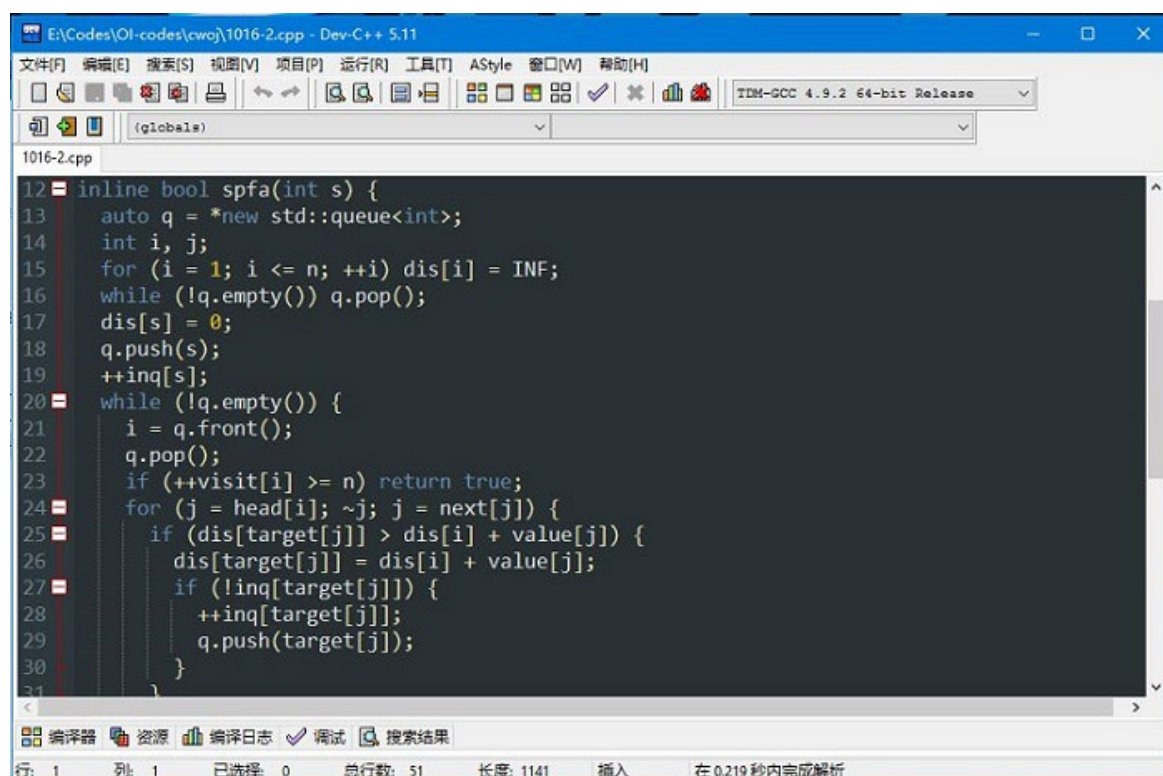 E:\Codes\OI-codes\cwoj\1016-2.cpp - Dev-C++ 5.11
文件[F] 编辑[E] 搜索[S] 视图[V] 项目[P] 运行[R] 工具[T] AStyle 窗口[W] 帮助[H]
TDM-GCC 4.9.2 64-bit Release
(globals)
1016-2.cpp
12 inline bool spfa(int s) {
13 auto q = *new std::queue<int>;
14 int i, j;
15 for (i = 1; i <= n; ++i) dis[i] = INF;
16 while (!q.empty()) q.pop();
17 dis[s] = 0;
18 q.push(s);
19 ++inq[s];
20 while (!q.empty()) {
21 i = q.front();
22 q.pop();
23 if (++visit[i] >= n) return true;
24 for (j = head[i]; ~j; j = next[j]) {
25 if (dis[target[j]] > dis[i] + value[j]) {
26 dis[target[j]] = dis[i] + value[j];
27 if (!inq[target[j]]) {
28 ++inq[target[j]];
29 q.push(target[j]);
30 }
31 }
编译器 资源 编译日志 调试 搜索结果
行: 1 列: 1 已选择: 0 总行数: 51 长度: 1141 插入 在 0.219 秒内完成解析